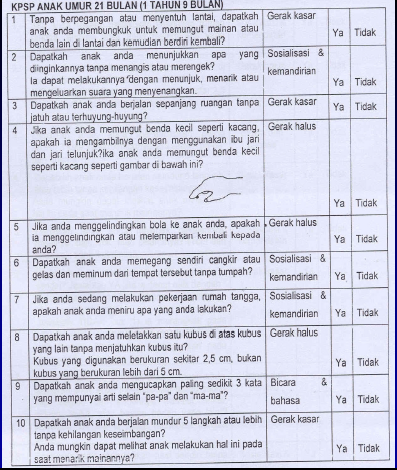 KPSP ANAK UMUR 21 BULAN (1 TAHUN 9 BULAN)
1 Tanpa berpegangan atau menyentuh lantai, dapatkah Gerak kasar
anak anda membungkuk untuk memungut mainan atau Ya Tidak
benda lain di lantai dan kemudian berdiri kembali?
2 Dapatkah anak anda menunjukkan apa yang Sosialisasi &
diinginkannya tanpa menangis atau merengek? kemandirian
Ia dapat melakukannya dengan menunjuk, menarik atau Ya Tidak
mengeluarkan suara yang menyenangkan.
3 Dapatkah anak anda berjalan sepanjang ruangan tanpa Gerak kasar Ya Tidak
jatuh atau terhuyung-huyung?
4 Jika anak anda memungut benda kecil seperti kacang, Gerak halus
apakah ia mengambilnya dengan menggunakan ibu jari
dan jari telunjuk?ika anak anda memungut benda kecil
seperti kacang seperti gambar di bawah ini?
Ya Tidak
5 Jika anda menggelindingkan bola ke anak anda, apakah Gerak halus
ia menggelindingkan atau melemparkan kembali kepada Ya Tidak
anda?
6 Dapatkah anak anda memegang sendiri cangkir atau Sosialisasi &
gelas dan meminum dari tempat tersebut tanpa tumpah? kemandirian Ya Tidak
7 Jika anda sedang melakukan pekerjaan rumah tangga, Sosialisasi &
apakah anak anda meniru apa yang anda lakukan? kemandirian Ya Tidak
8 Dapatkah anak anda meletakkan satu kubus di atas kubus Gerak halus
yang lain tanpa menjatuhkan kubus itu?
Kubus yang digunakan berukuran sekitar 2,5 cm, bukan Ya Tidak
kubus yang berukuran lebih dari 5 cm.
9 Dapatkah anak anda mengucapkan paling sedikit 3 kata Bicara &
yang mempunyai arti selain "pa-pa" dan "ma-ma"? bahasa Ya Tidak
10 Dapatkah anak anda berjalan mundur 5 langkah atau lebih Gerak kasar
tanpa kehilangan keseimbangan?
Anda mungkin dapat melihat anak melakukan hal ini pada Ya Tidak
saat menarik mainannya?